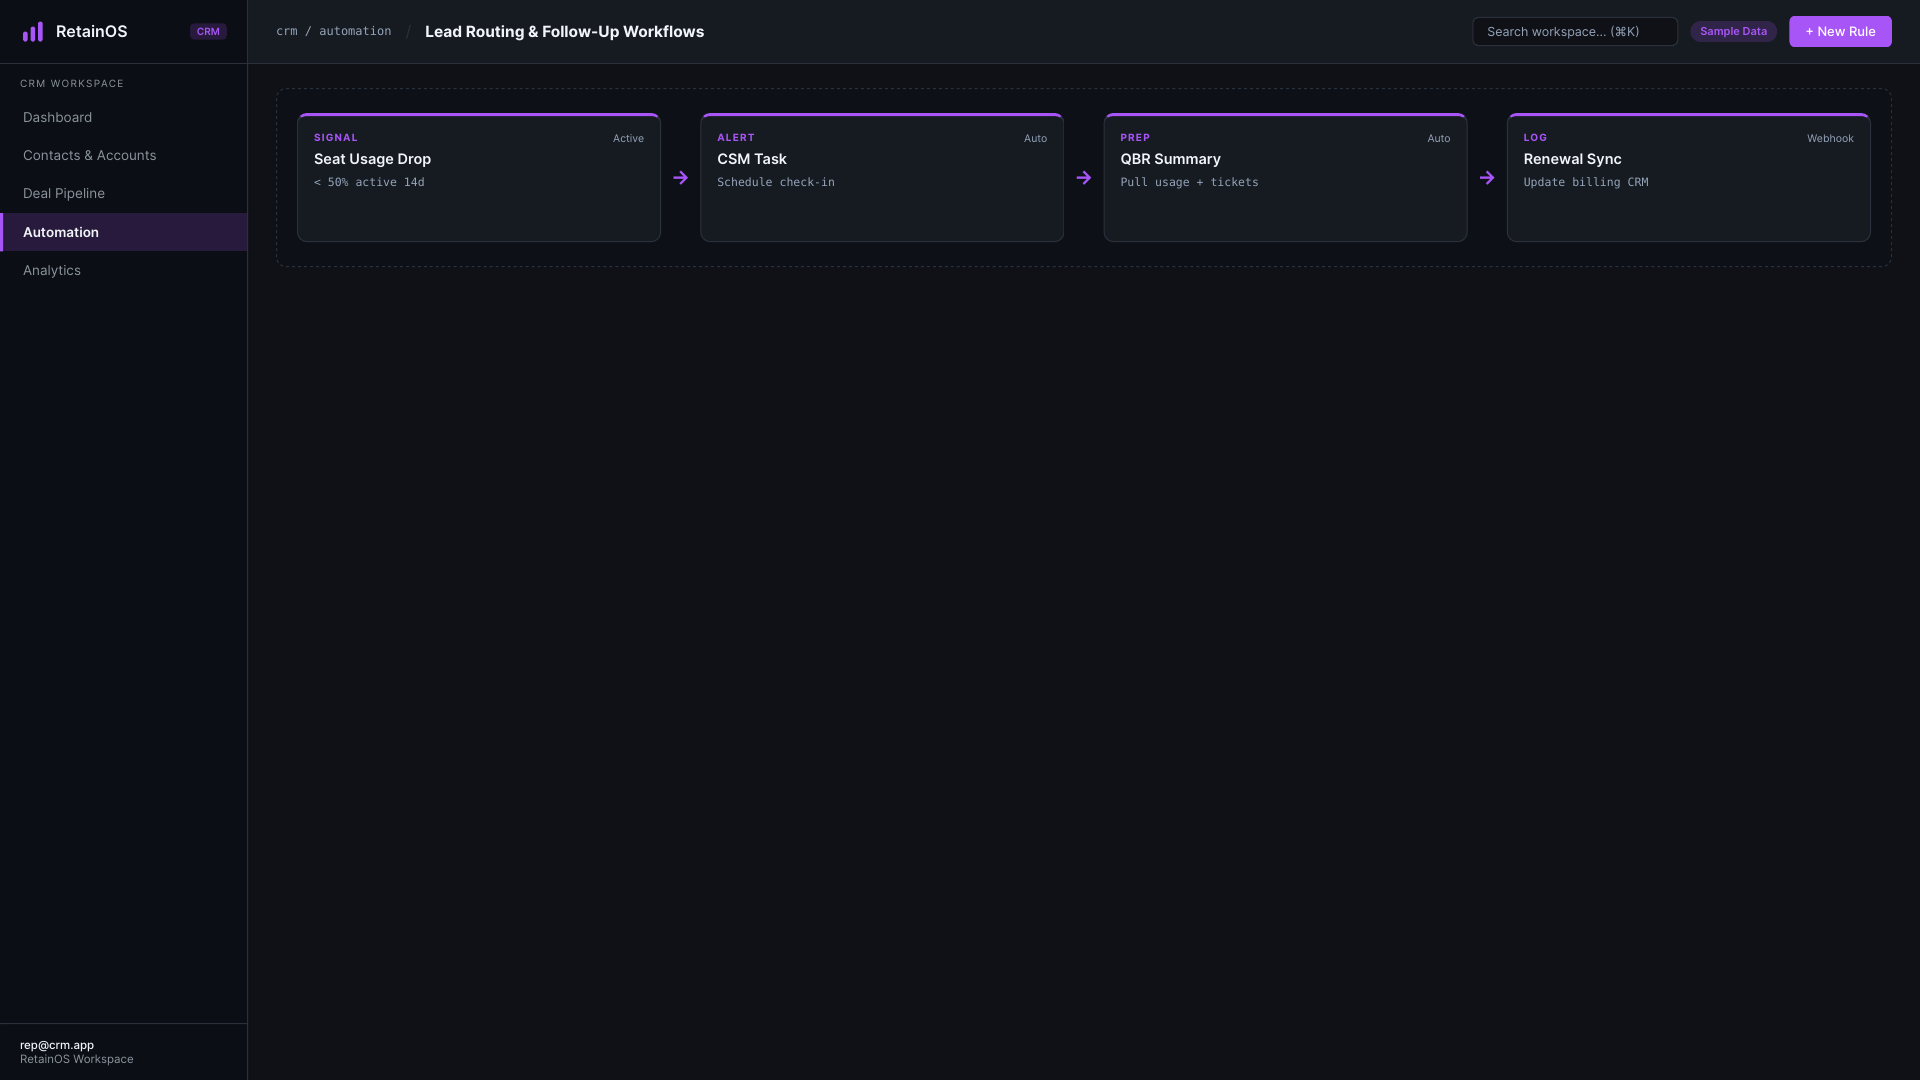 RetainOS CRM
CRM WORKSPACE
Dashboard
Contacts & Accounts
Deal Pipeline
Automation
Analytics
rep@crm.app
RetainOS Workspace
crm / automation / Lead Routing & Follow-Up Workflows
Search workspace... (⌘K)
Sample Data
+ New Rule
SIGNAL Active
Seat Usage Drop
< 50% active 14d
→
ALERT Auto
CSM Task
Schedule check-in
→
PREP Auto
QBR Summary
Pull usage + tickets
→
LOG Webhook
Renewal Sync
Update billing CRM